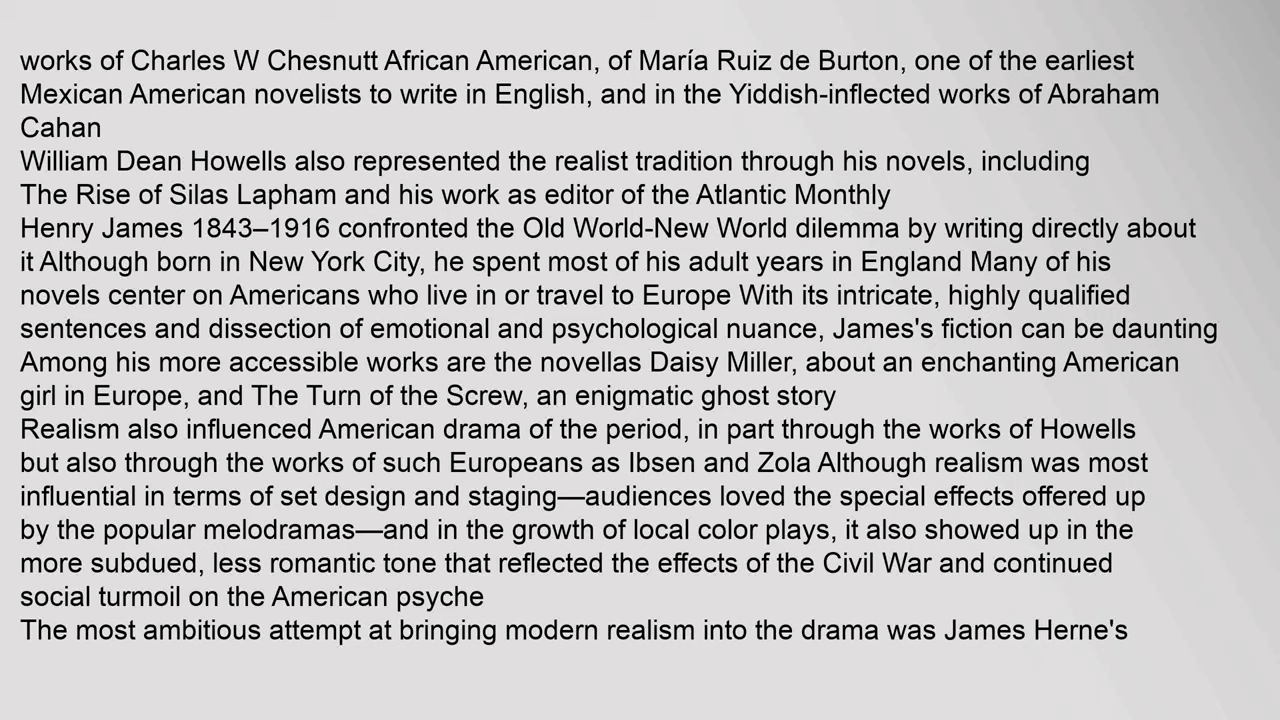 works of Charles W Chesnutt African American, of María Ruiz de Burton, one of the earliest
Mexican American novelists to write in English, and in the Yiddish-inflected works of Abraham
Cahan
William Dean Howells also represented the realist tradition through his novels, including
The Rise of Silas Lapham and his work as editor of the Atlantic Monthly
Henry James 1843–1916 confronted the Old World-New World dilemma by writing directly about
it Although born in New York City, he spent most of his adult years in England Many of his
novels center on Americans who live in or travel to Europe With its intricate, highly qualified
sentences and dissection of emotional and psychological nuance, James's fiction can be daunting
Among his more accessible works are the novellas Daisy Miller, about an enchanting American
girl in Europe, and The Turn of the Screw, an enigmatic ghost story
Realism also influenced American drama of the period, in part through the works of Howells
but also through the works of such Europeans as Ibsen and Zola Although realism was most
influential in terms of set design and staging—audiences loved the special effects offered up
by the popular melodramas—and in the growth of local color plays, it also showed up in the
more subdued, less romantic tone that reflected the effects of the Civil War and continued
social turmoil on the American psyche
The most ambitious attempt at bringing modern realism into the drama was James Herne's